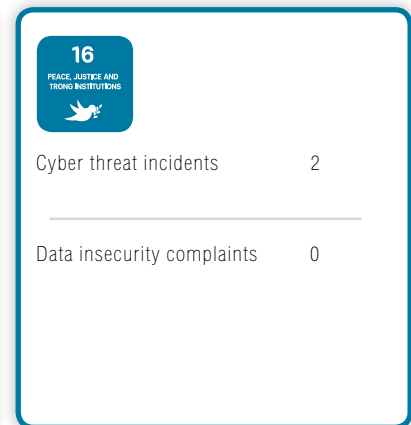 16
PEACE, JUSTICE AND
TRONG INSTITUTIONS
Cyber threat incidents 2
Data insecurity complaints 0